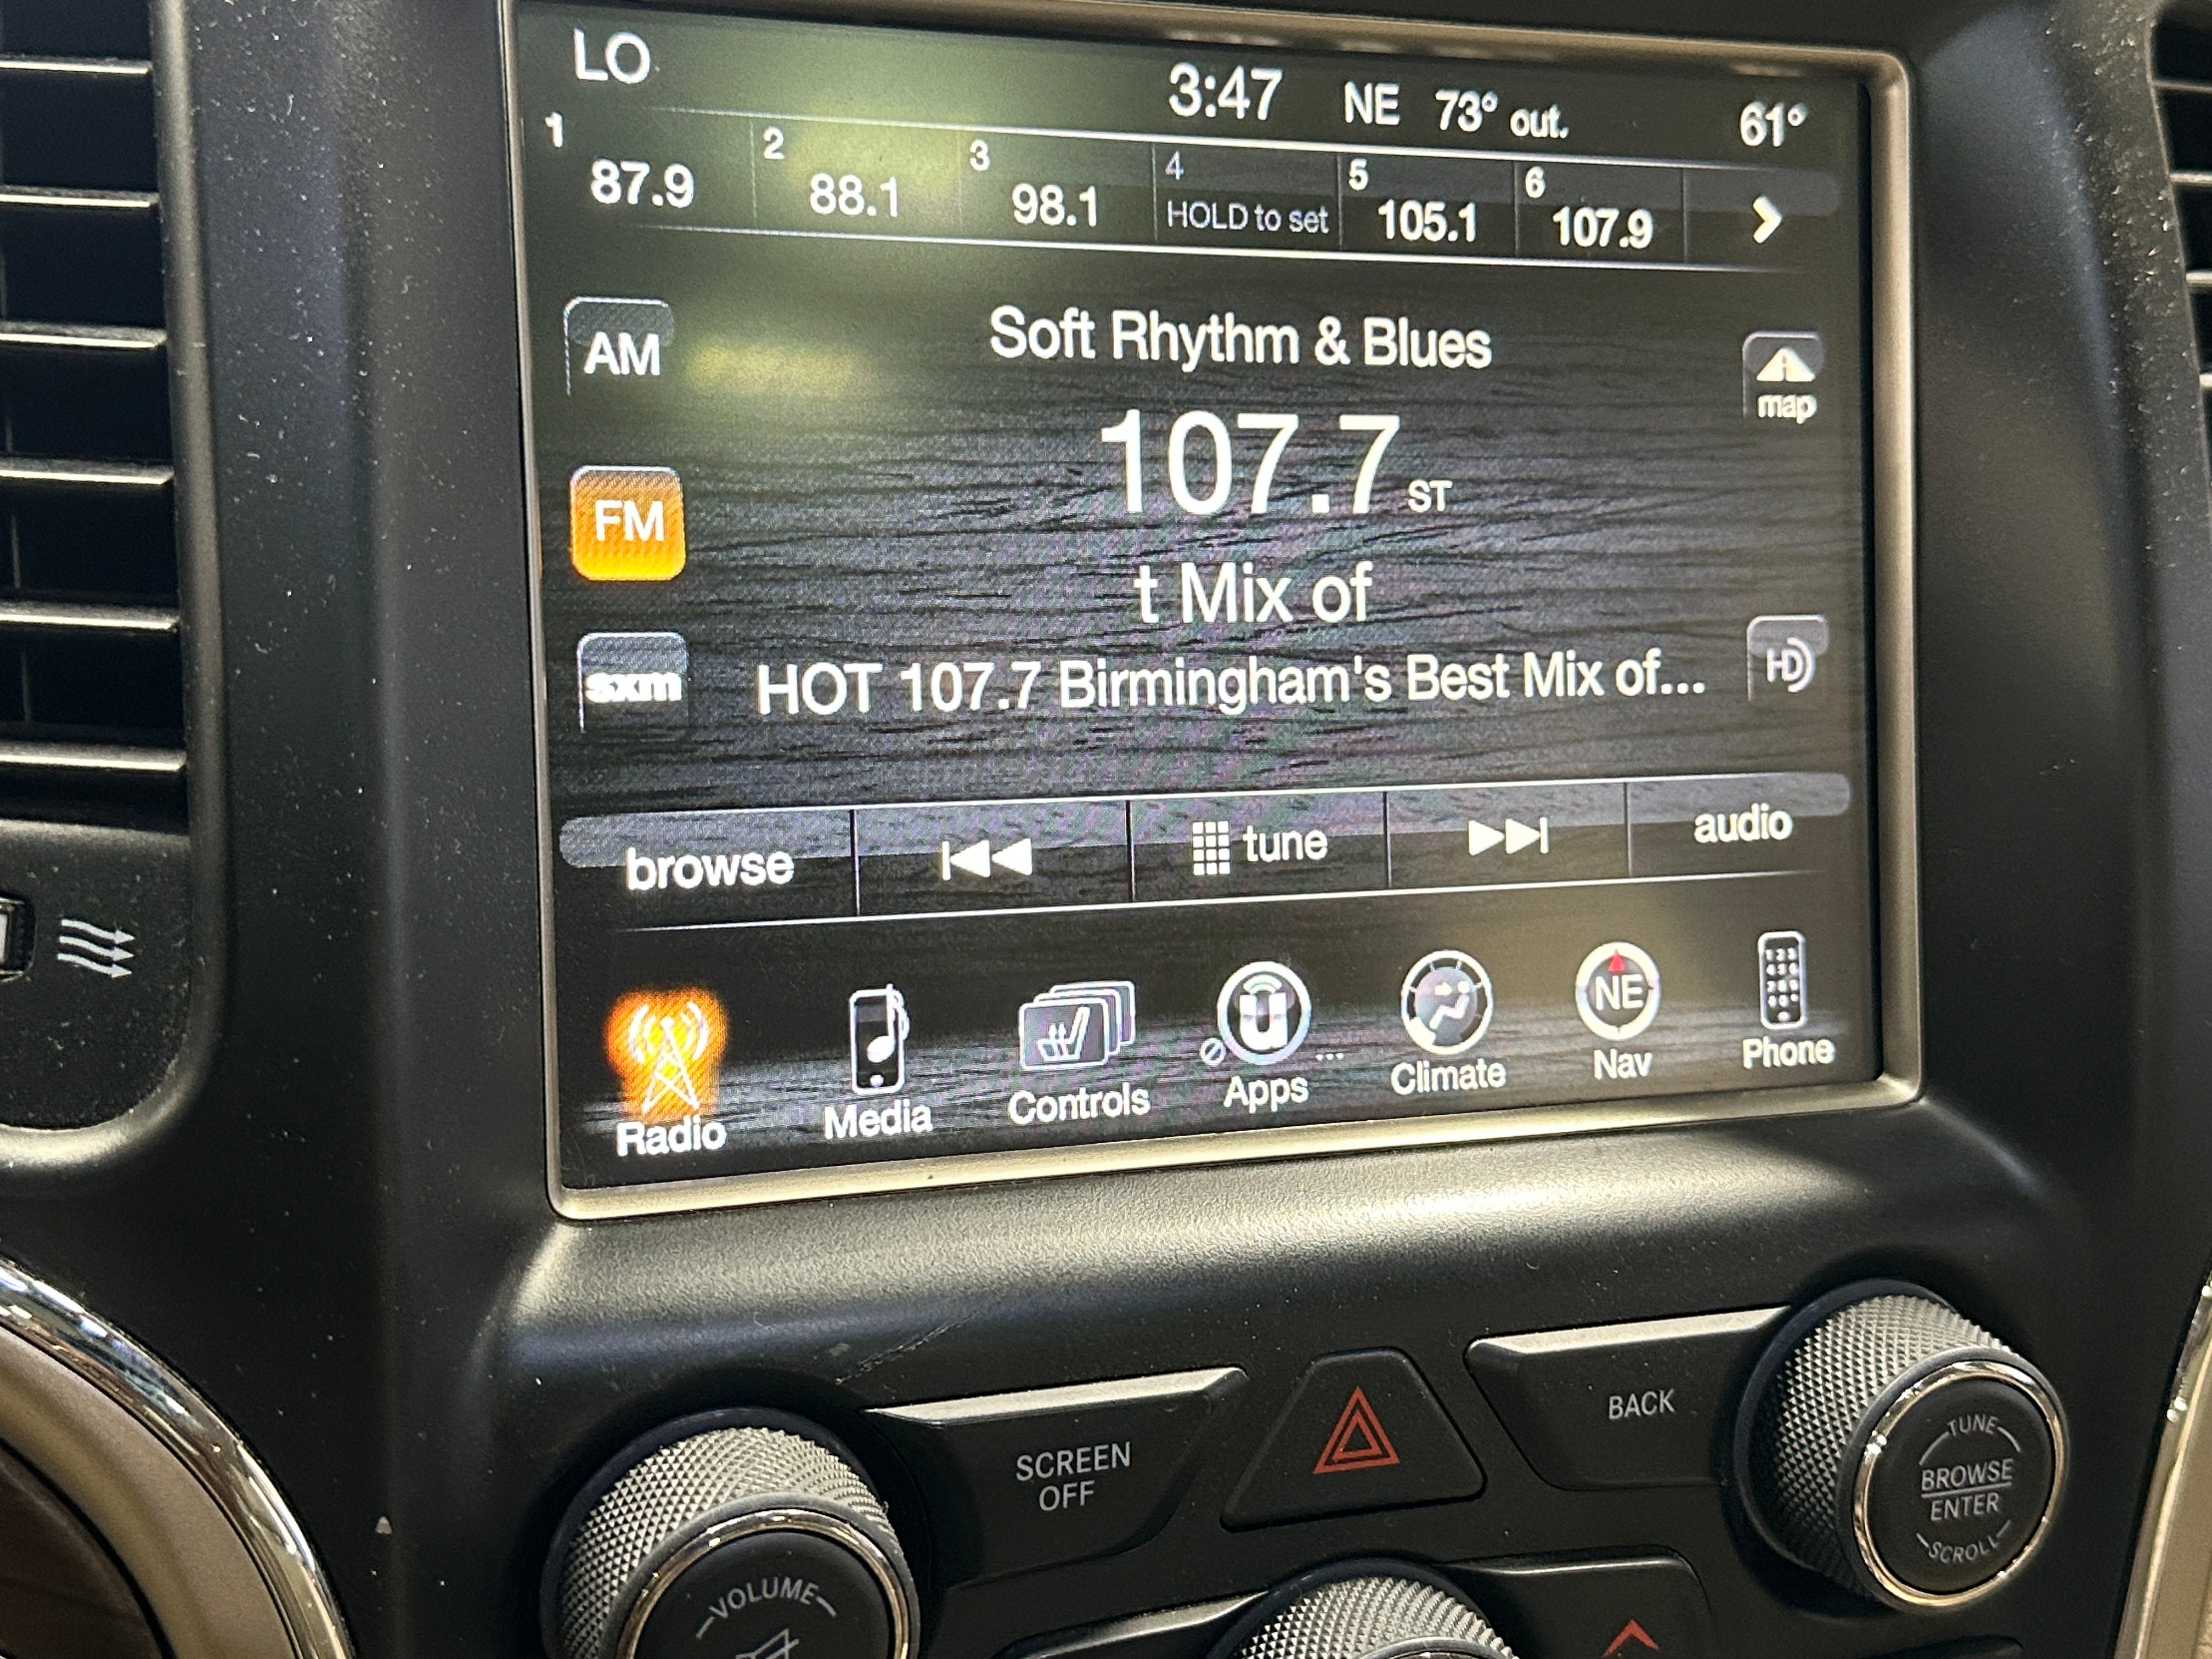 LO 3:47 NE 73° out. 61°
1 2 3 4 5 6
87.9 88.1 98.1 HOLD to set 105.1 107.9
Soft Rhythm & Blues
AM
map
107.7 ST
FM
t Mix of
sxm
HOT 107.7 Birmingham's Best Mix of...
HD
browse tune audio
NE
Radio Media Controls Apps ... Climate Nav Phone
SCREEN
OFF
BACK
TUNE
BROWSE
ENTER
SCROLL
VOLUME